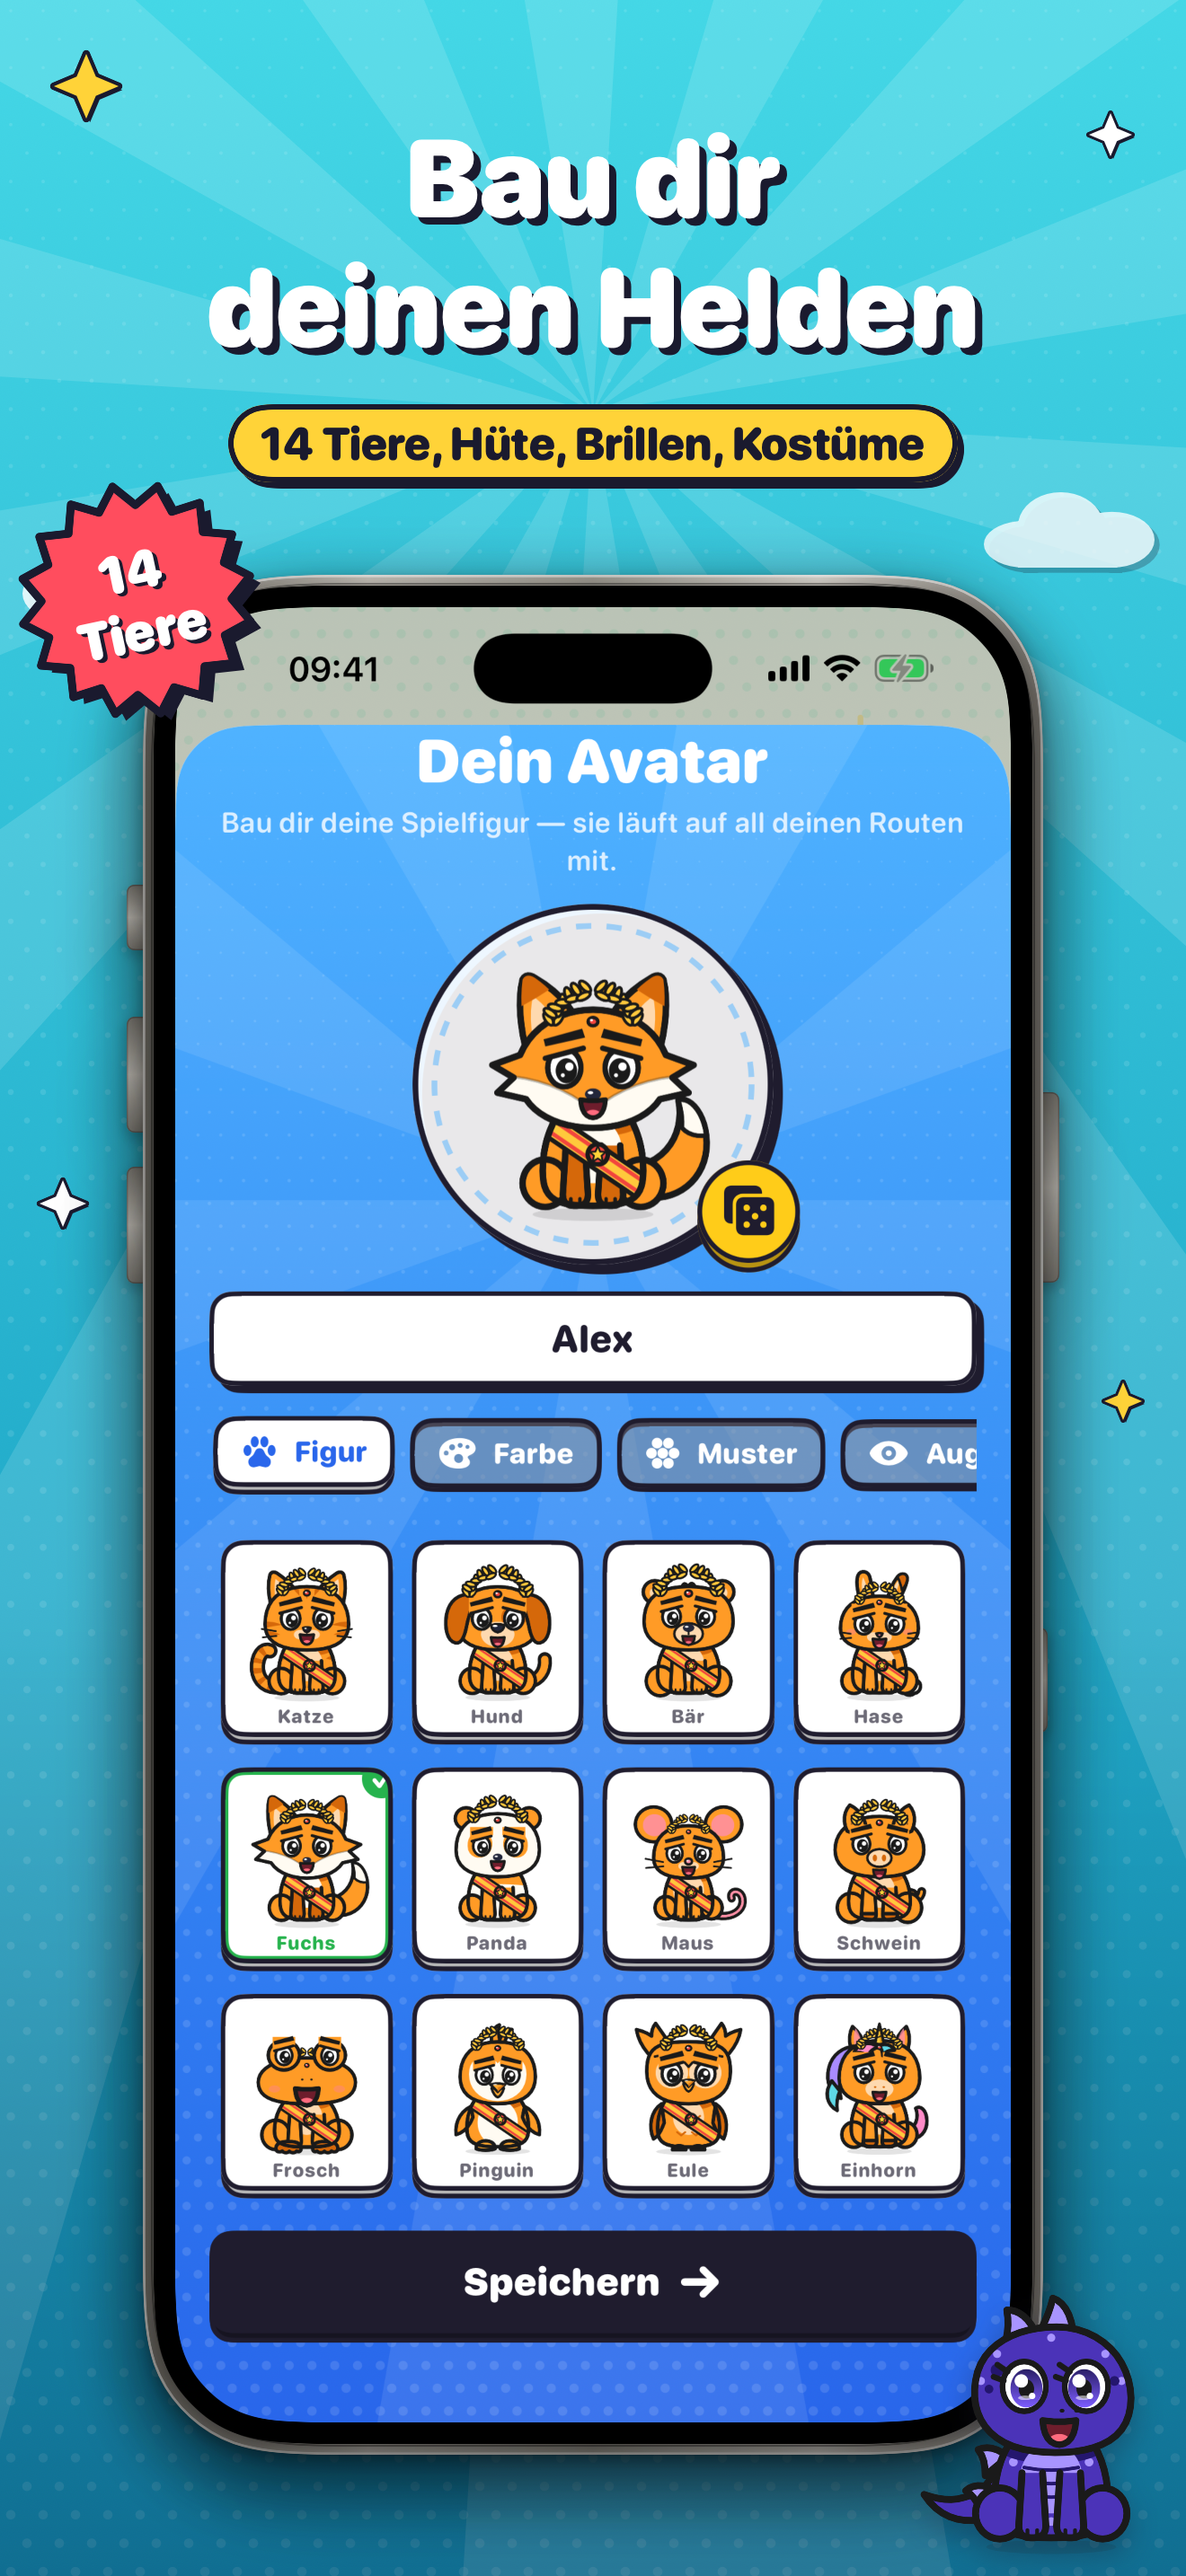 Bau dir
deinen Helden
14 Tiere, Hüte, Brillen, Kostüme
14
Tiere
09:41
Dein Avatar
Bau dir deine Spielfigur — sie läuft auf all deinen Routen
mit.
Alex
Figur Farbe Muster Aug
Katze Hund Bär Hase
Fuchs Panda Maus Schwein
Frosch Pinguin Eule Einhorn
Speichern →